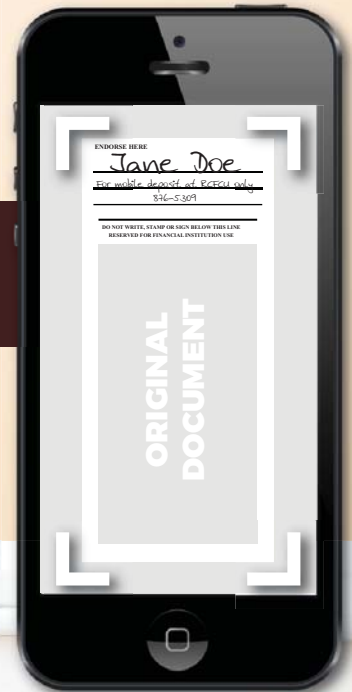 ENDORSE HERE
Jane Doe
For mobile deposit at RCFCU only
876-5309
DO NOT WRITE, STAMP OR SIGN BELOW THIS LINE
RESERVED FOR FINANCIAL INSTITUTION USE
ORIGINAL
DOCUMENT